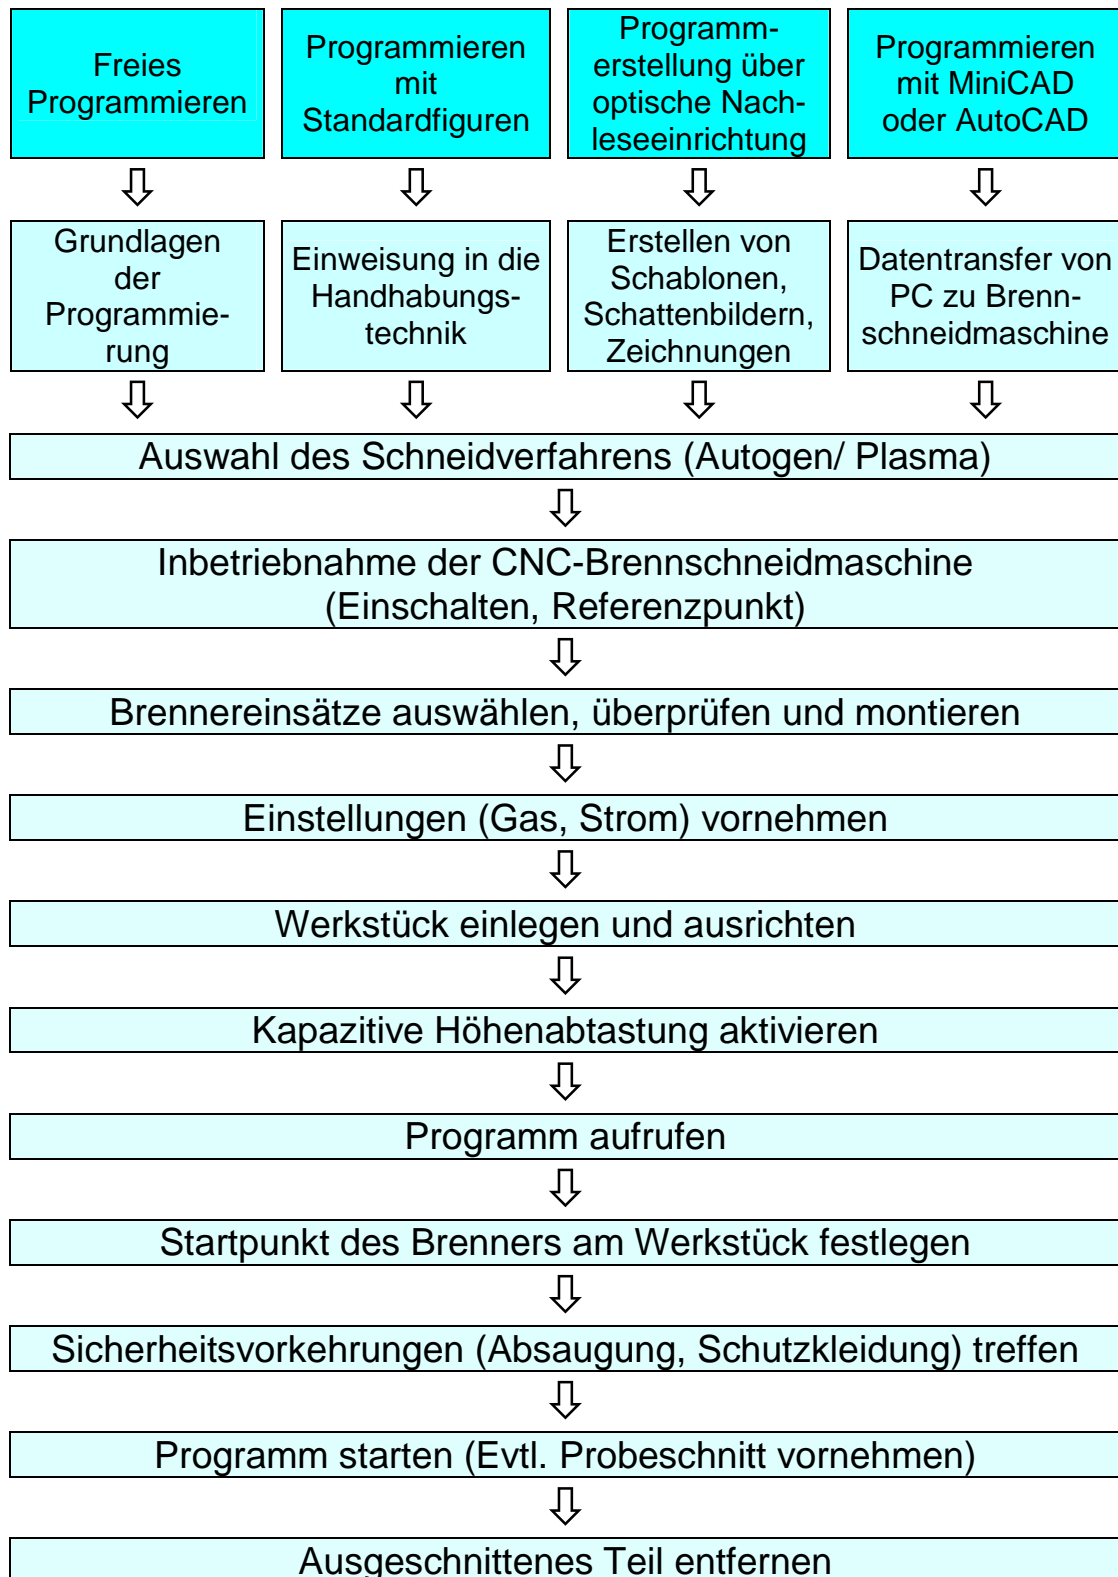 Freies
Programmieren
Programmieren
mit
Standardfiguren
Programm-
erstellung über
optische Nach-
leseeinrichtung
Programmieren
mit MiniCAD
oder AutoCAD
Grundlagen
der
Programmie-
rung
Einweisung in die
Handhabungs-
technik
Erstellen von
Schablonen,
Schattenbildern,
Zeichnungen
Datentransfer von
PC zu Brenn-
schneidmaschine
Auswahl des Schneidverfahrens (Autogen/ Plasma)
Inbetriebnahme der CNC-Brennschneidmaschine
(Einschalten, Referenzpunkt)
Brennereinsätze auswählen, überprüfen und montieren
Einstellungen (Gas, Strom) vornehmen
Werkstück einlegen und ausrichten
Kapazitive Höhenabtastung aktivieren
Programm aufrufen
Startpunkt des Brenners am Werkstück festlegen
Sicherheitsvorkehrungen (Absaugung, Schutzkleidung) treffen
Programm starten (Evtl. Probeschnitt vornehmen)
Ausgeschnittenes Teil entfernen